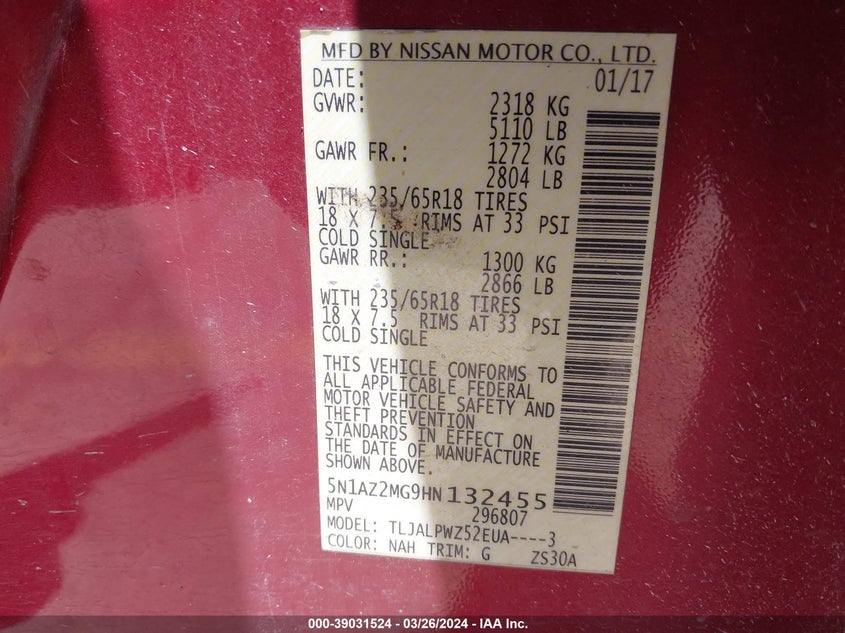 MFD BY NISSAN MOTOR CO., LTD.
DATE: 01/17
GVWR: 2318 KG
5110 LB
GAWR FR.: 1272 KG
2804 LB
WITH 235/65R18 TIRES
18 X 7.5 RIMS AT 33 PSI
COLD SINGLE
GAWR RR.: 1300 KG
2866 LB
WITH 235/65R18 TIRES
18 X 7.5 RIMS AT 33 PSI
COLD SINGLE
THIS VEHICLE CONFORMS TO
ALL APPLICABLE FEDERAL
MOTOR VEHICLE SAFETY AND
THEFT PREVENTION
STANDARDS IN EFFECT ON
THE DATE OF MANUFACTURE
SHOWN ABOVE.
5N1AZ2MG9HN132455
MPV 296807
MODEL: TLJALPWZ52EUA----3
COLOR: NAH TRIM: G ZS30A
000-39031524 — 03/26/2024 — IAA Inc.